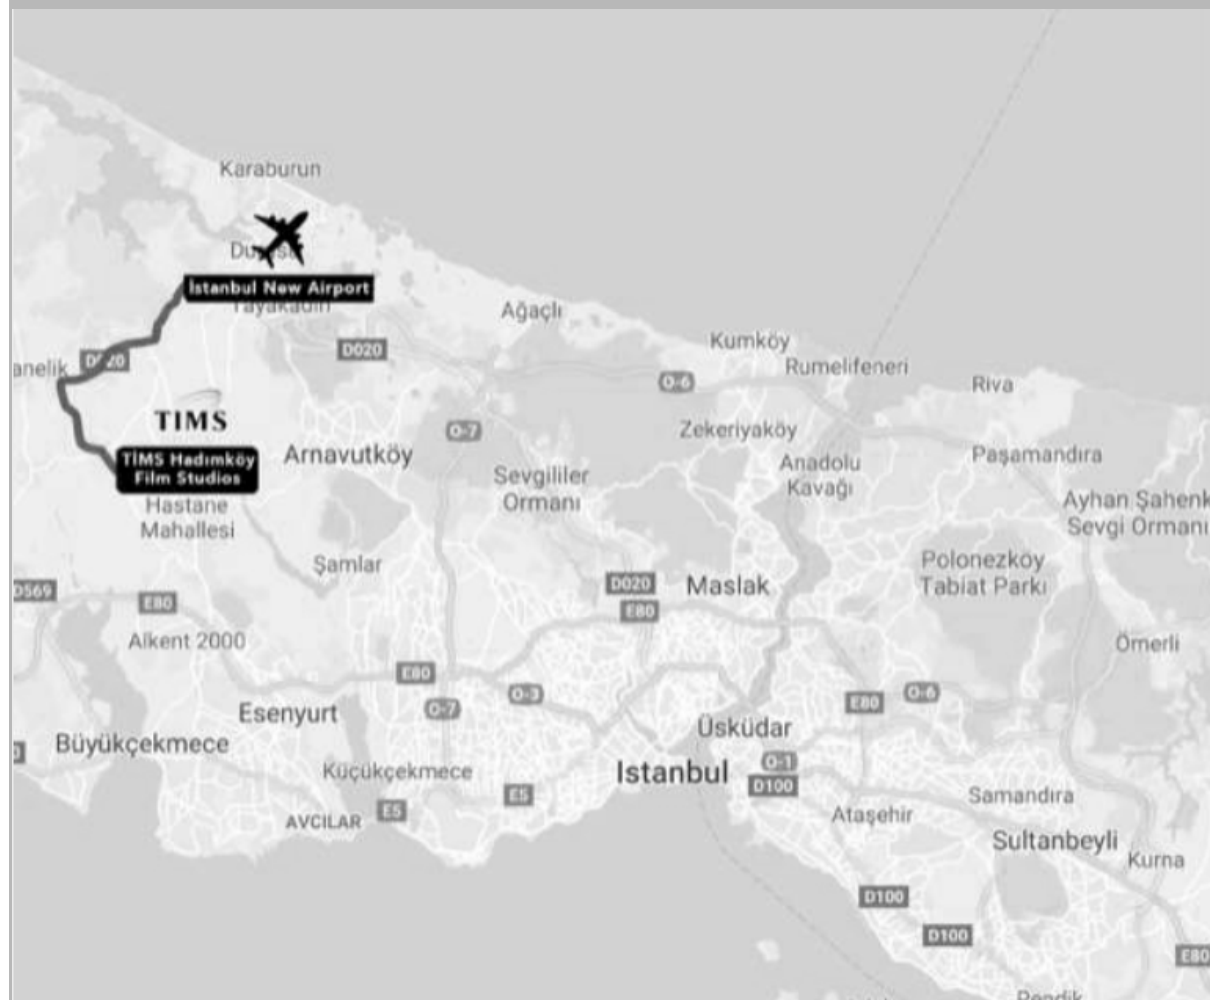 Karaburun
İstanbul New Airport
Ağaçlı
D020
Kumköy
Rumelifeneri
anelik
O-6
Riva
TIMS
O-7
Zekeriyaköy
TİMS Hadımköy
Film Studios
Arnavutköy
Sevgililer
Ormanı
Anadolu
Kavağı
Paşamandıra
Ayhan Şahenk
Sevgi Ormanı
Hastane
Mahallesi
Şamlar
Polonezköy
Tabiat Parkı
D569
E80
D020
E80
Maslak
Alkent 2000
Ömerli
E80
O-7
O-3
E80
O-6
Esenyurt
Üsküdar
Büyükçekmece
Küçükçekmece
Istanbul
O-1
D100
E5
E5
AVCILAR
Ataşehir
Samandıra
Sultanbeyli
Kurna
D100
D100
E80